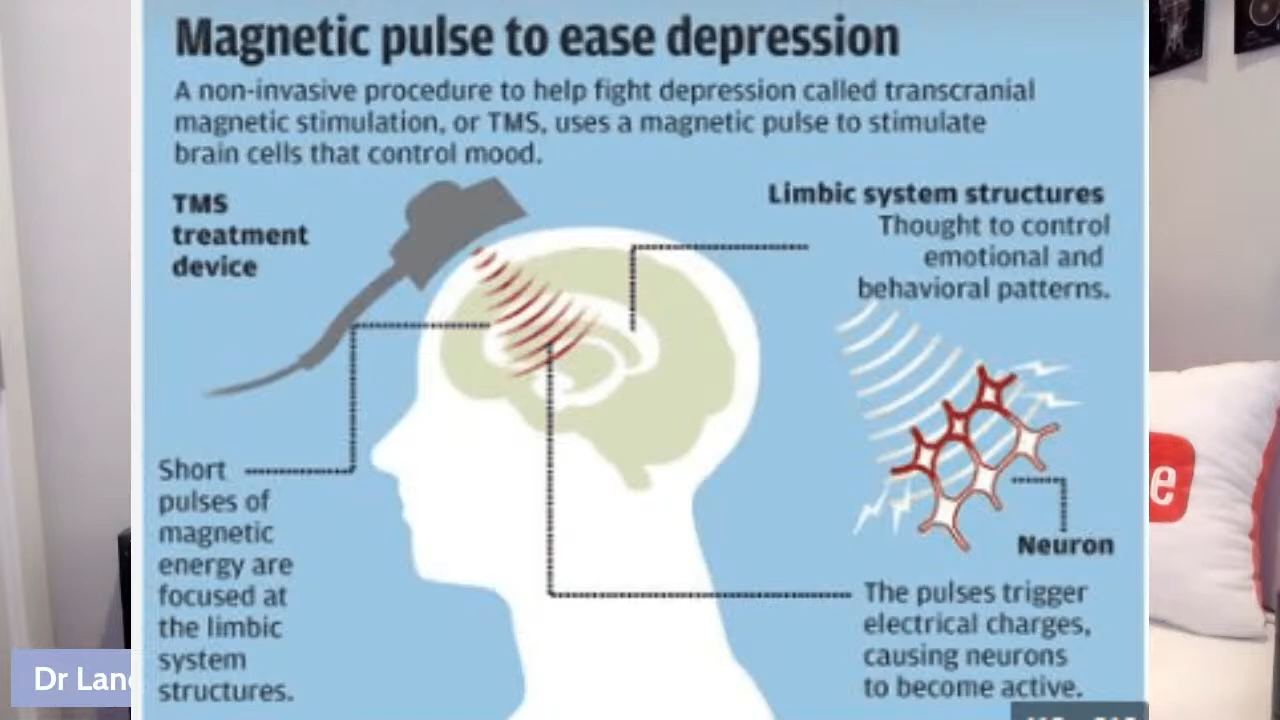 Magnetic pulse to ease depression
A non-invasive procedure to help fight depression called transcranial
magnetic stimulation, or TMS, uses a magnetic pulse to stimulate
brain cells that control mood.
TMS
treatment
device
Limbic system structures
Thought to control
emotional and
behavioral patterns.
Short
pulses of
magnetic
energy are
focused at
the limbic
system
structures.
Neuron
The pulses trigger
electrical charges,
causing neurons
to become active.
Dr Lan
e